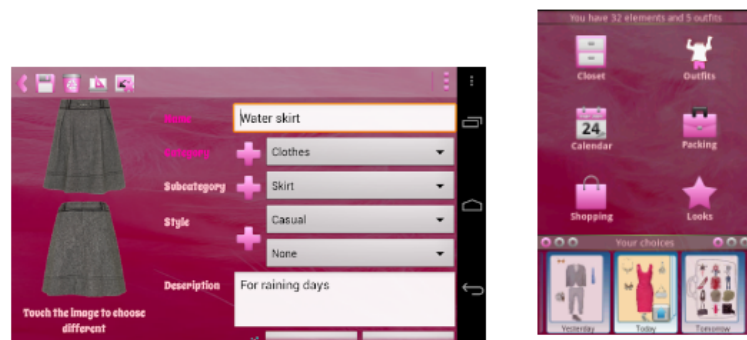 Name
Water skirt
Category
Clothes
Subcategory
Skirt
Style
Casual
None
Description
For raining days
Touch the image to choose
different
You have 32 elements and 5 outfits
Closet
Outfits
24
Calendar
Packing
Shopping
Looks
Your choices
Yesterday
Today
Tomorrow